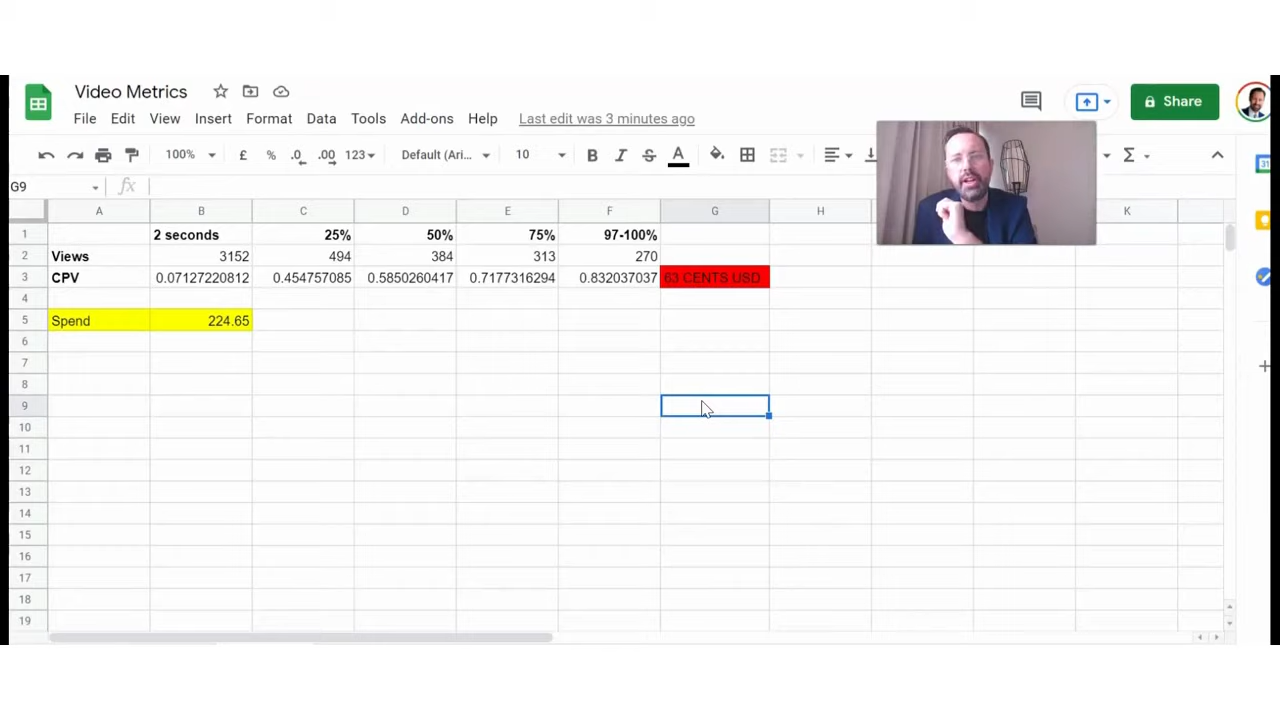 Video Metrics
Share
File Edit View Insert Format Data Tools Add-ons Help Last edit was 3 minutes ago
100% £ % .0 .00 123 Default (Ari... 10 B I S A Σ
G9 fx
A B C D E F G H K
1 2 seconds 25% 50% 75% 97-100%
2 Views 3152 494 384 313 270
3 CPV 0.07127220812 0.454757085 0.5850260417 0.7177316294 0.832037037 63 CENTS USD
4
5 Spend 224.65
6
7
8
9
10
11
12
13
14
15
16
17
18
19
31